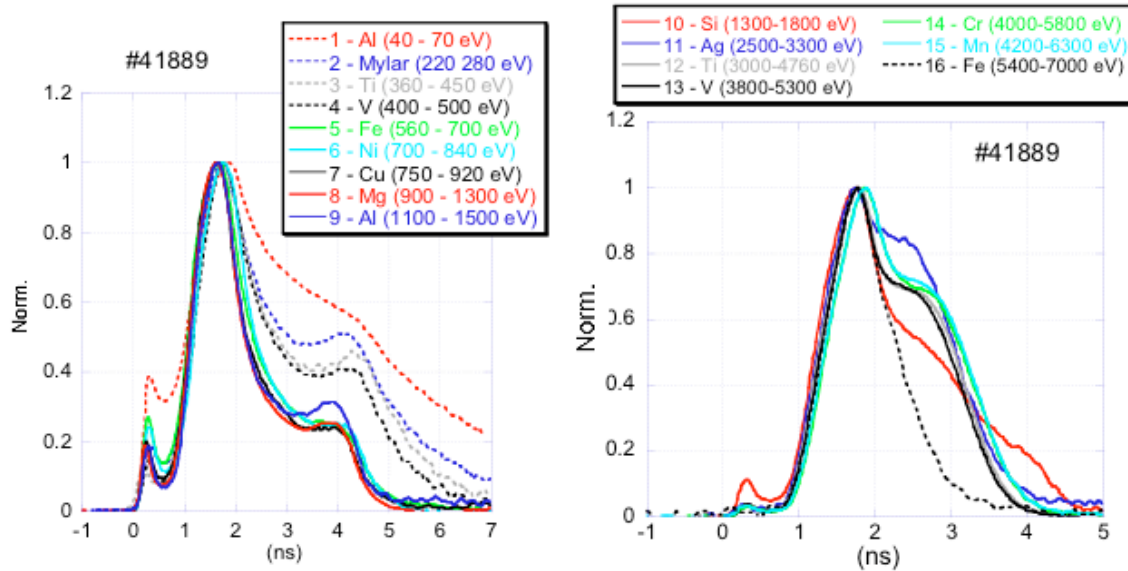 #41889
1 - Al (40 - 70 eV)
2 - Mylar (220 280 eV)
3 - Ti (360 - 450 eV)
4 - V (400 - 500 eV)
5 - Fe (560 - 700 eV)
6 - Ni (700 - 840 eV)
7 - Cu (750 - 920 eV)
8 - Mg (900 - 1300 eV)
9 - Al (1100 - 1500 eV)
1.2
1
0.8
0.6
0.4
0.2
0
Norm.
-1 0 1 2 3 4 5 6 7
(ns)
10 - Si (1300-1800 eV)
11 - Ag (2500-3300 eV)
12 - Ti (3000-4760 eV)
13 - V (3800-5300 eV)
14 - Cr (4000-5800 eV)
15 - Mn (4200-6300 eV)
16 - Fe (5400-7000 eV)
#41889
1.2
1
0.8
0.6
0.4
0.2
0
Norm.
-1 0 1 2 3 4 5
(ns)